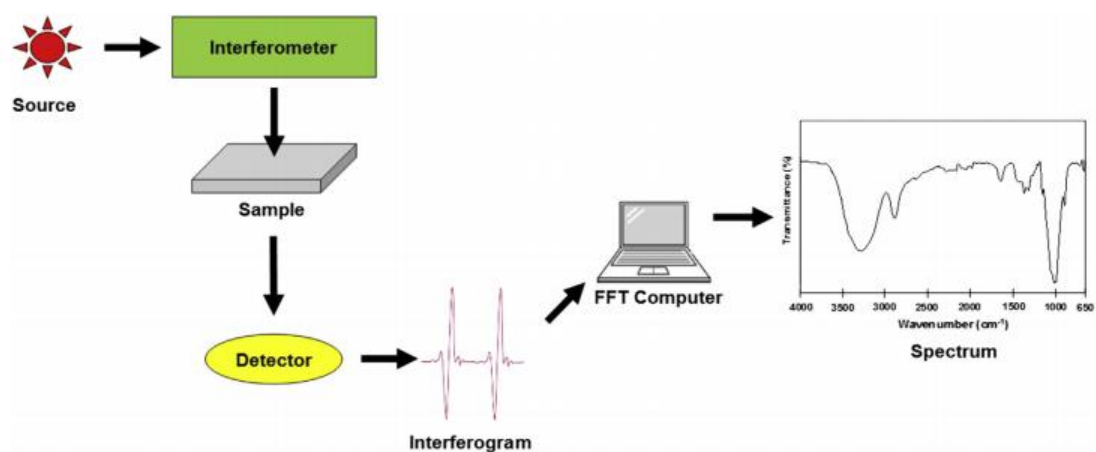 Interferometer
Source
Sample
Detector
Interferogram
FFT Computer
Transmittance (%)
4000 3500 3000 2500 2000 1500 1000 650
Wavenumber (cm⁻¹)
Spectrum